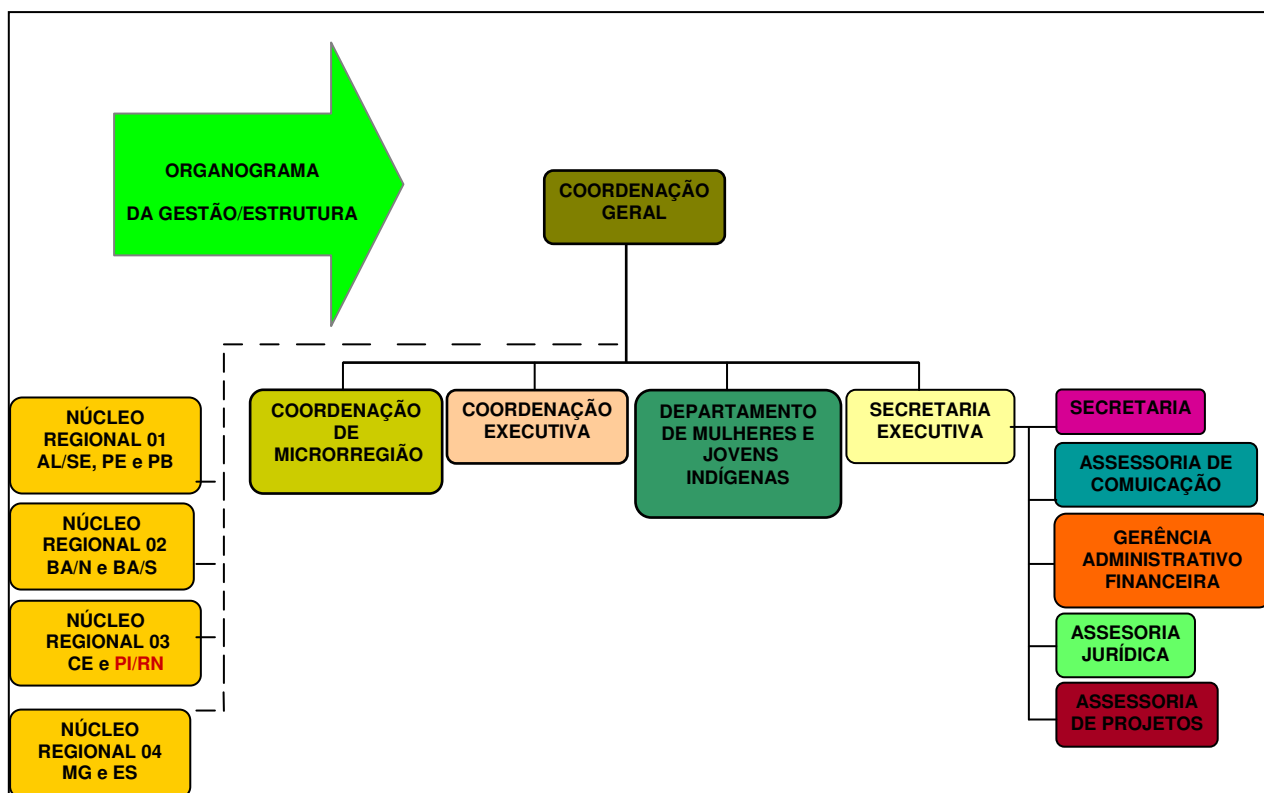 ORGANOGRAMA
DA GESTÃO/ESTRUTURA
COORDENAÇÃO
GERAL
NÚCLEO
REGIONAL 01
AL/SE, PE e PB
NÚCLEO
REGIONAL 02
BA/N e BA/S
NÚCLEO
REGIONAL 03
CE e PI/RN
NÚCLEO
REGIONAL 04
MG e ES
COORDENAÇÃO
DE
MICRORREGIÃO
COORDENAÇÃO
EXECUTIVA
DEPARTAMENTO
DE MULHERES E
JOVENS
INDÍGENAS
SECRETARIA
EXECUTIVA
SECRETARIA
ASSESSORIA DE
COMUICAÇÃO
GERÊNCIA
ADMINISTRATIVO
FINANCEIRA
ASSESORIA
JURÍDICA
ASSESSORIA
DE PROJETOS